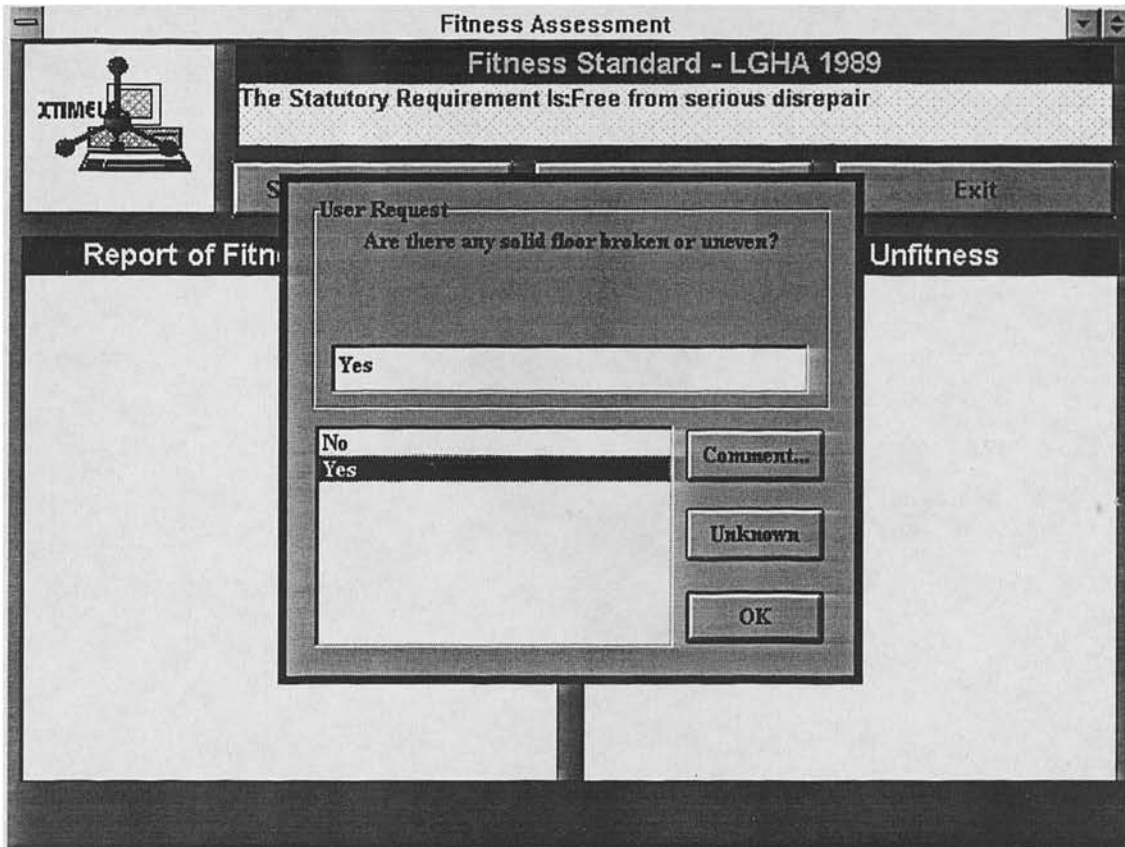 Fitness Assessment
Fitness Standard - LGHA 1989
The Statutory Requirement Is:Free from serious disrepair
XTIMEL
Exit
User Request
Are there any solid floor broken or uneven?
Report of
Unfitness
Yes
No
Yes
Comment...
Unknown
OK